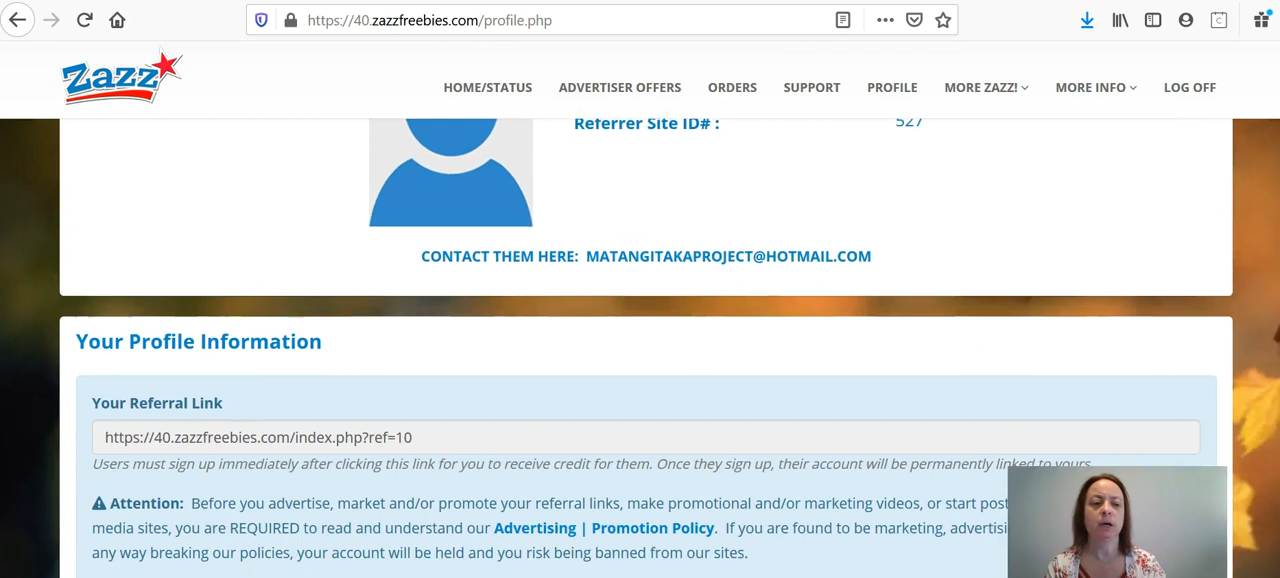 https://40.zazzfreebies.com/profile.php
Zazz
HOME/STATUS ADVERTISER OFFERS ORDERS SUPPORT PROFILE MORE ZAZZ! MORE INFO LOG OFF
Referrer Site ID# : 527
CONTACT THEM HERE: MATANGITAKAPROJECT@HOTMAIL.COM
Your Profile Information
Your Referral Link
https://40.zazzfreebies.com/index.php?ref=10
Users must sign up immediately after clicking this link for you to receive credit for them. Once they sign up, their account will be permanently linked to yours.
Attention: Before you advertise, market and/or promote your referral links, make promotional and/or marketing videos, or start
media sites, you are REQUIRED to read and understand our Advertising | Promotion Policy. If you are found to be marketing,
any way breaking our policies, your account will be held and you risk being banned from our sites.